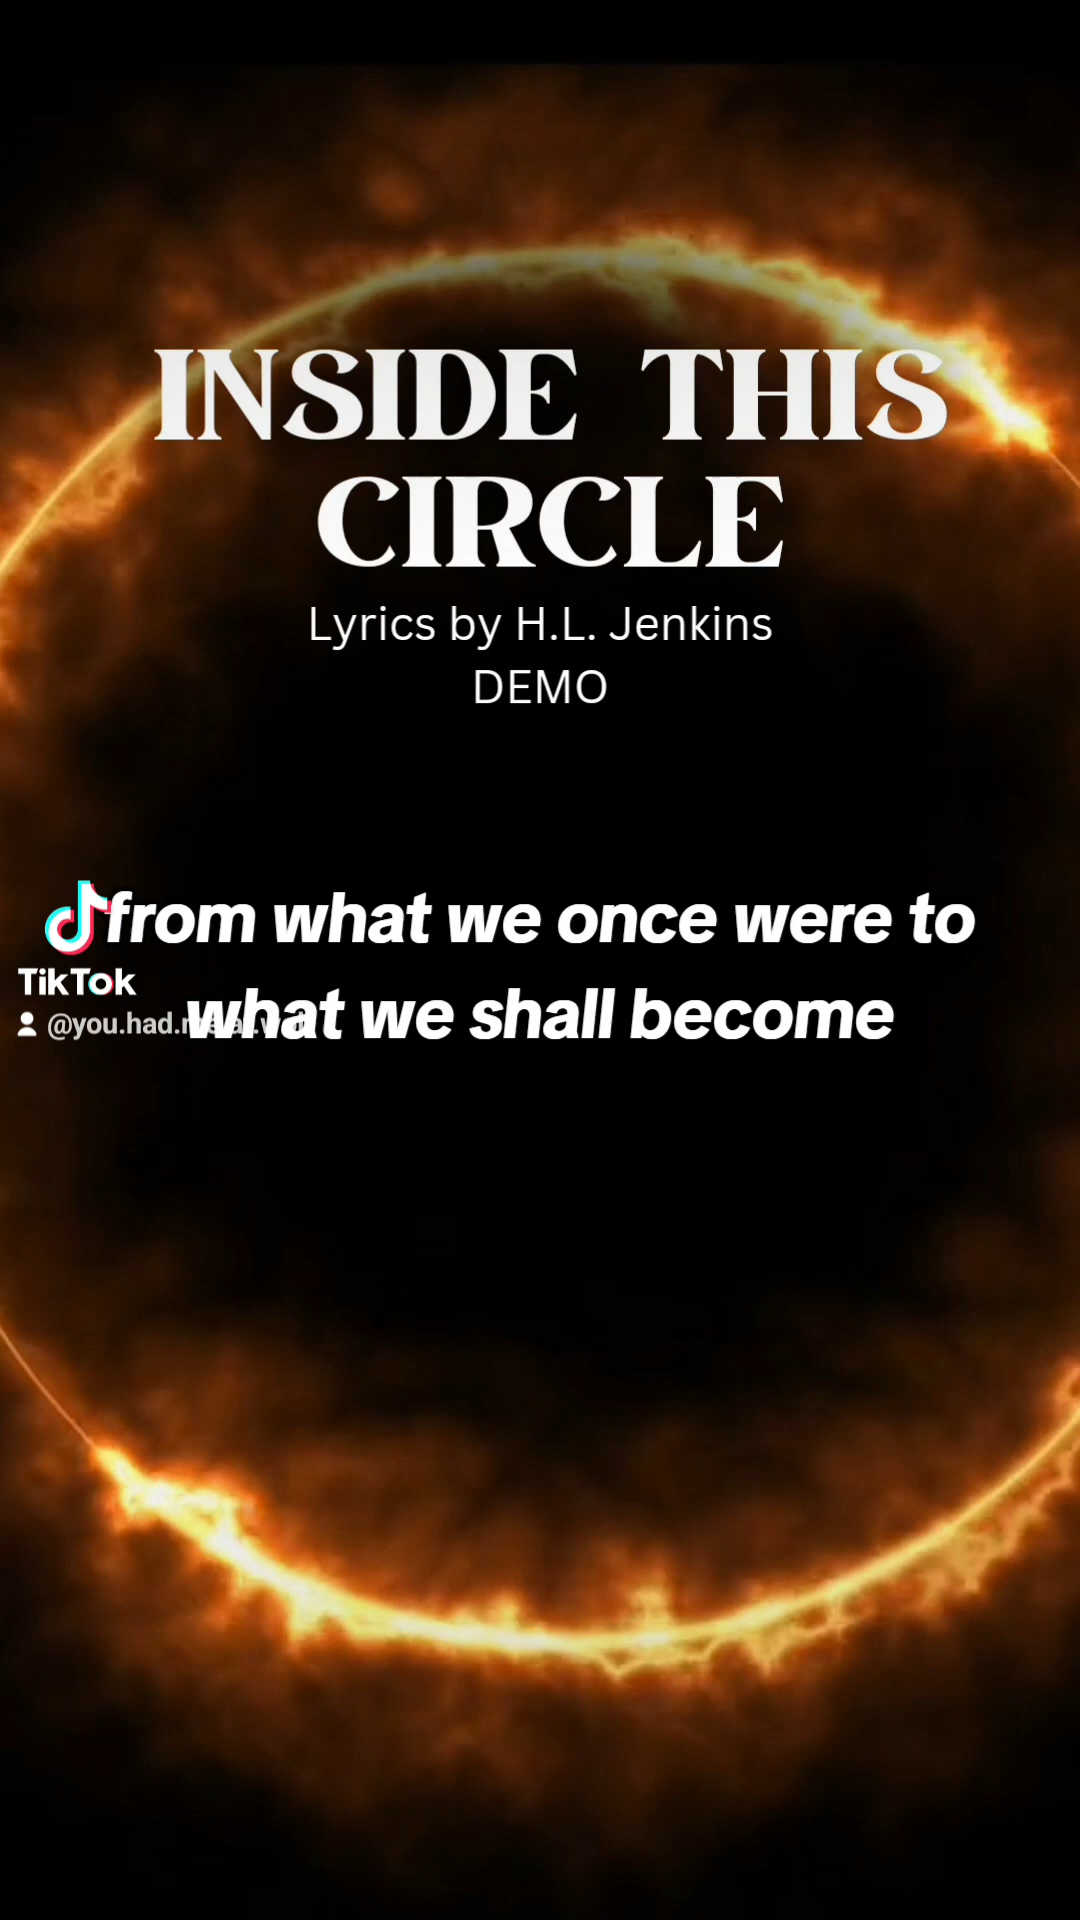 INSIDE THIS
CIRCLE
Lyrics by H.L. Jenkins
DEMO
from what we once were to
TikTok
what we shall become